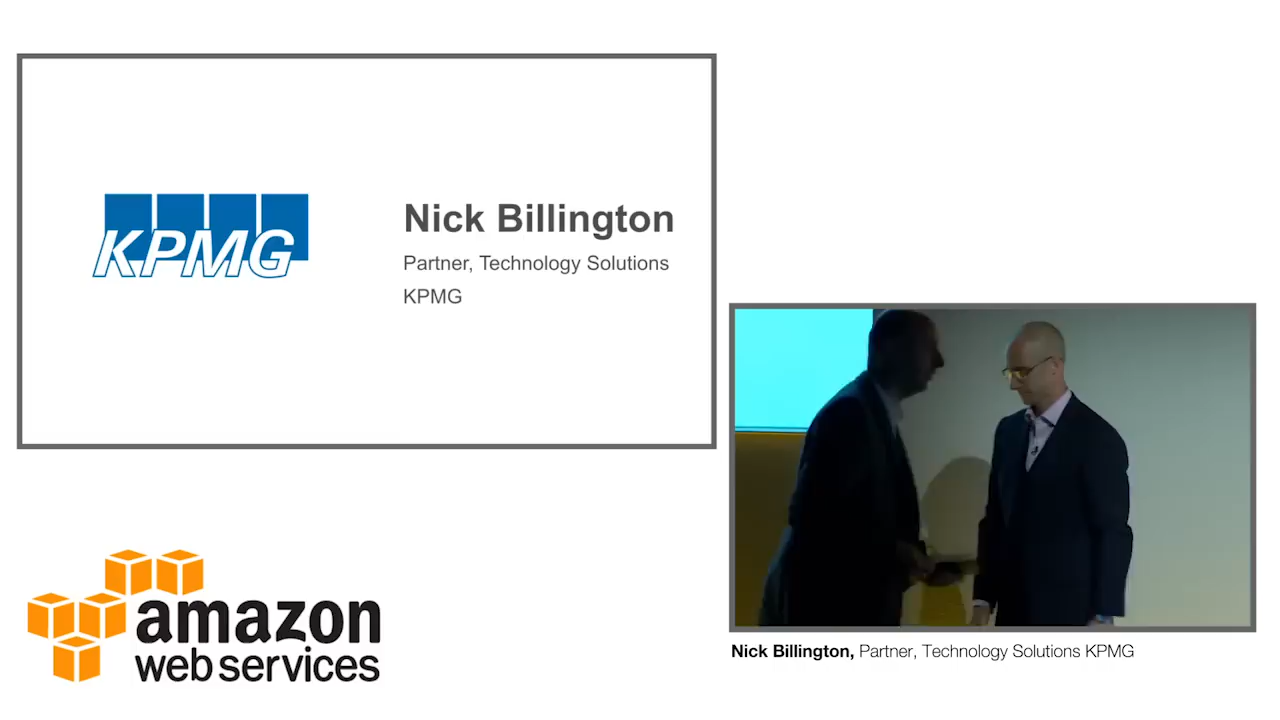 KPMG
Nick Billington
Partner, Technology Solutions
KPMG
amazon
web services
Nick Billington, Partner, Technology Solutions KPMG